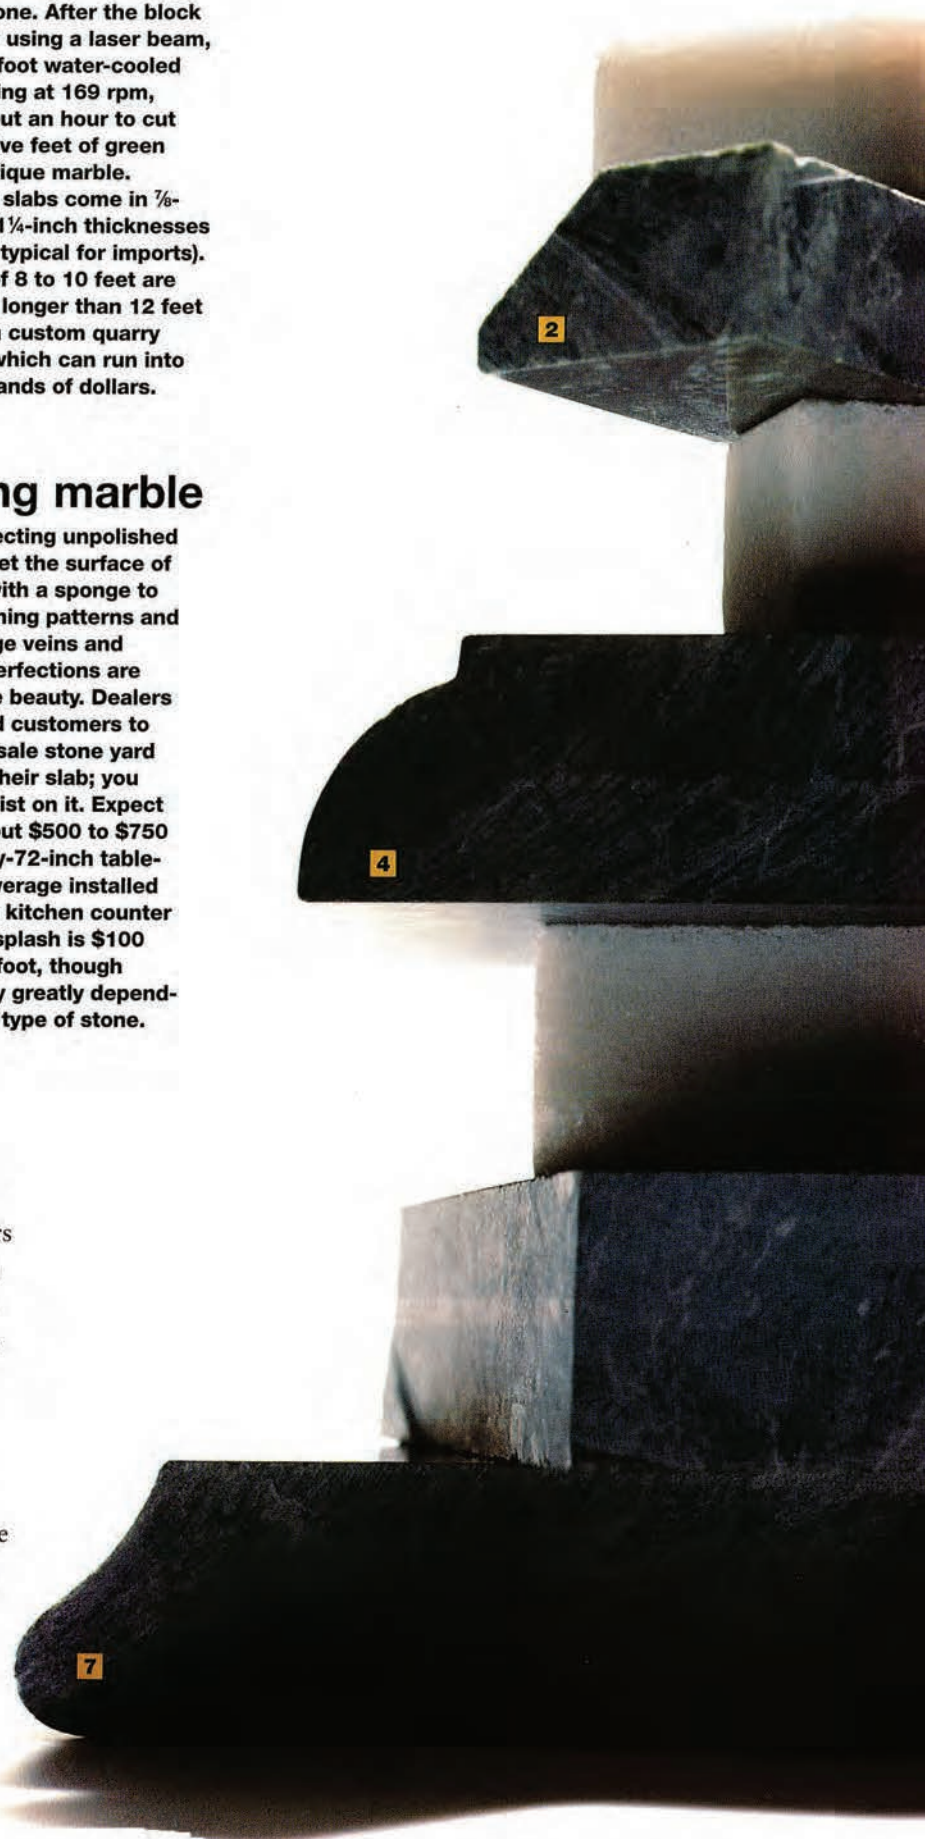 one. After the block
using a laser beam,
foot water-cooled
ing at 169 rpm,
ut an hour to cut
ve feet of green
ique marble.
slabs come in ⅞-
1¼-inch thicknesses
typical for imports).
f 8 to 10 feet are
longer than 12 feet
custom quarry
which can run into
ands of dollars.
ng marble
ecting unpolished
et the surface of
with a sponge to
ning patterns and
ge veins and
erfections are
e beauty. Dealers
d customers to
sale stone yard
heir slab; you
ist on it. Expect
ut $500 to $750
y-72-inch table-
verage installed
kitchen counter
splash is $100
foot, though
y greatly depend-
type of stone.
rs
e
2
4
7